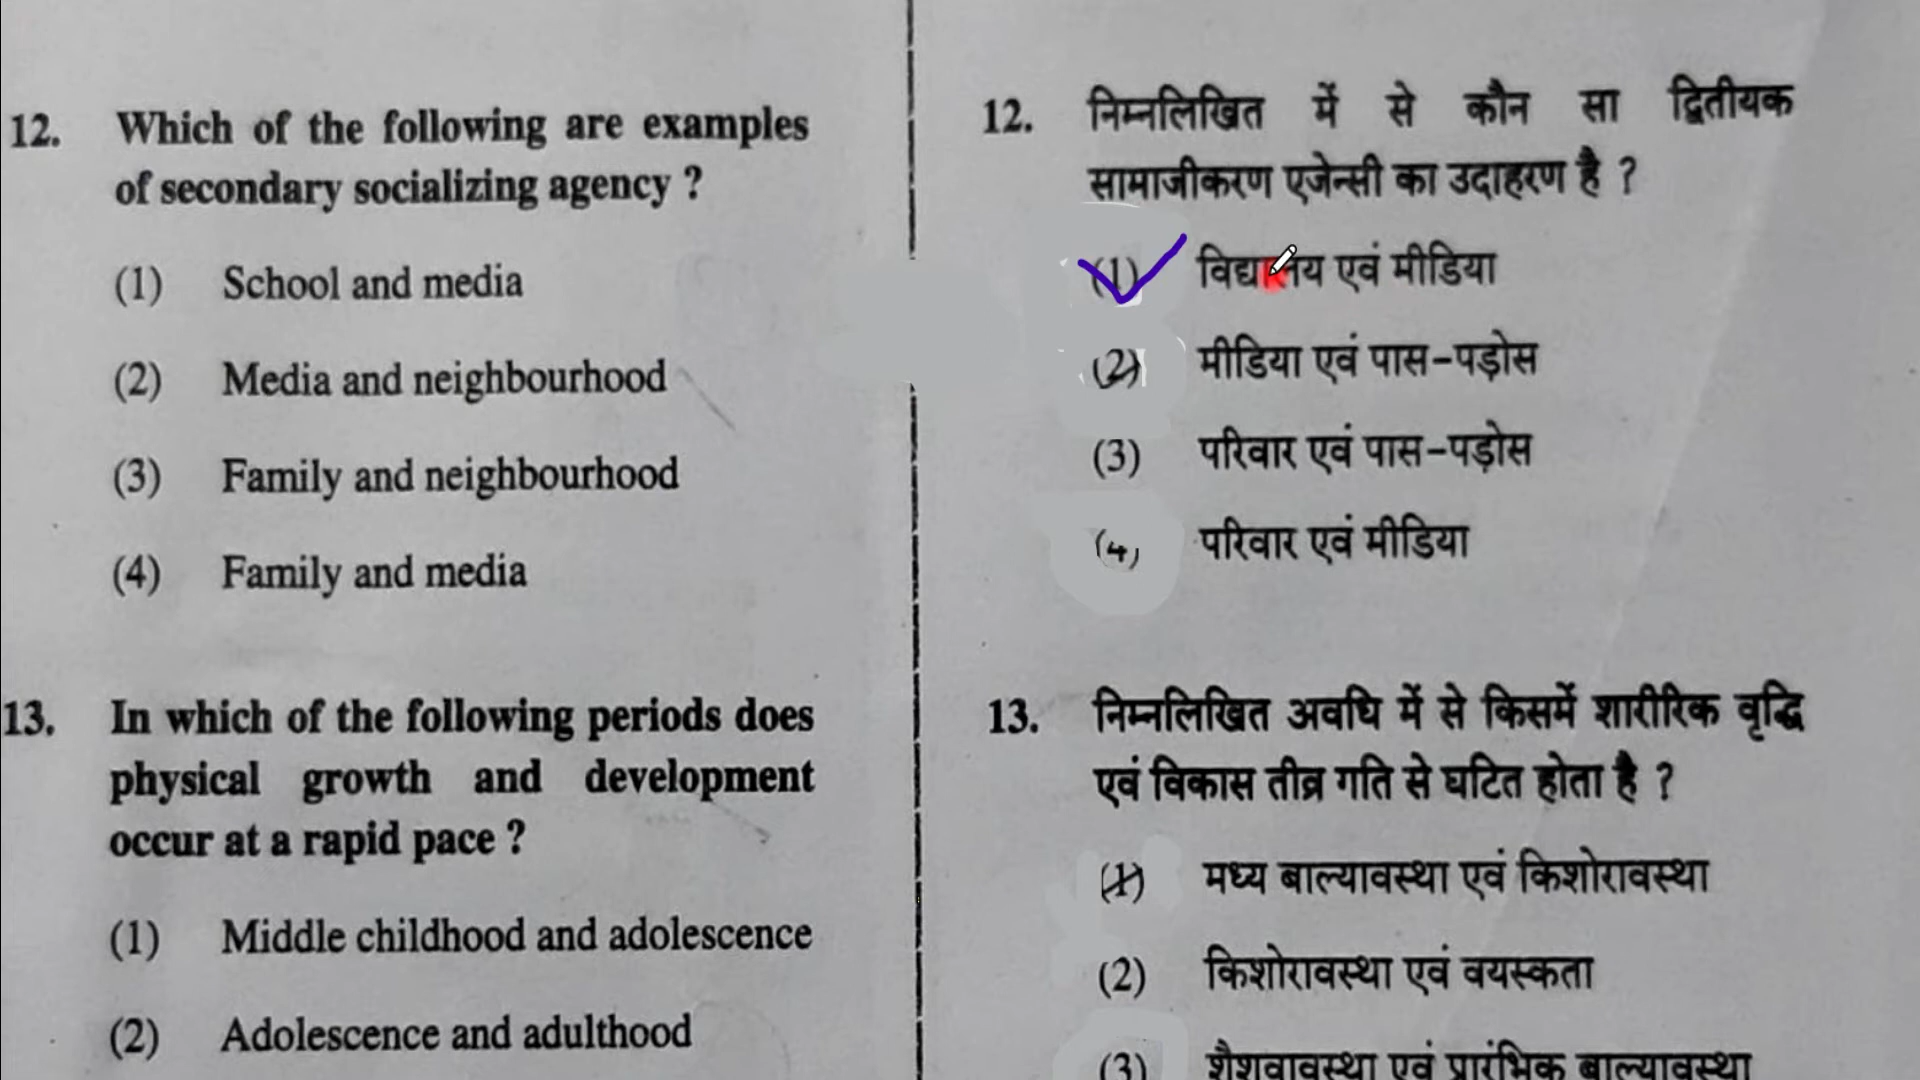 12. Which of the following are examples
of secondary socializing agency ?
(1) School and media
(2) Media and neighbourhood
(3) Family and neighbourhood
(4) Family and media
13. In which of the following periods does
physical growth and development
occur at a rapid pace ?
(1) Middle childhood and adolescence
(2) Adolescence and adulthood
12. निम्नलिखित में से कौन सा द्वितीयक
सामाजीकरण एजेन्सी का उदाहरण है ?
(1) विद्यालय एवं मीडिया
(2) मीडिया एवं पास-पड़ोस
(3) परिवार एवं पास-पड़ोस
(4) परिवार एवं मीडिया
13. निम्नलिखित अवधि में से किसमें शारीरिक वृद्धि
एवं विकास तीव्र गति से घटित होता है ?
(1) मध्य बाल्यावस्था एवं किशोरावस्था
(2) किशोरावस्था एवं वयस्कता
(3) शैशवावस्था एवं प्रारंभिक बाल्यावस्था